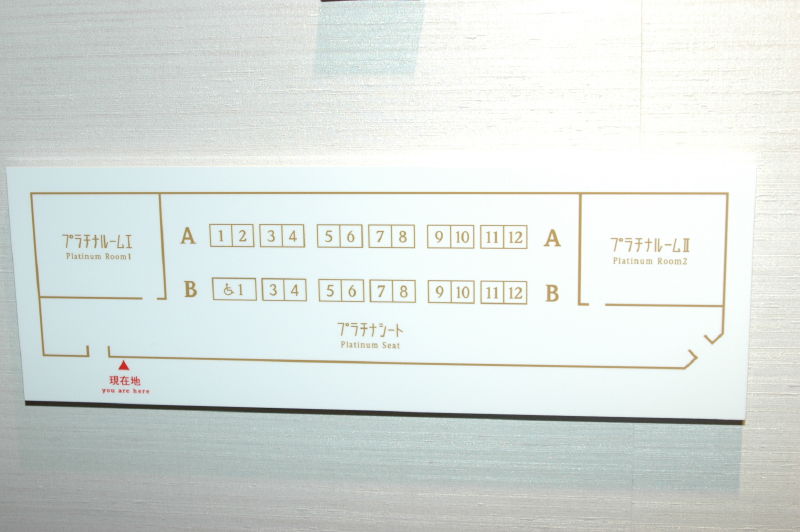 プラチナルームⅠ
Platinum Room1
A 1 2 3 4 5 6 7 8 9 10 11 12 A
プラチナルームⅡ
Platinum Room2
B 1 3 4 5 6 7 8 9 10 11 12 B
プラチナシート
Platinum Seat
現在地
you are here